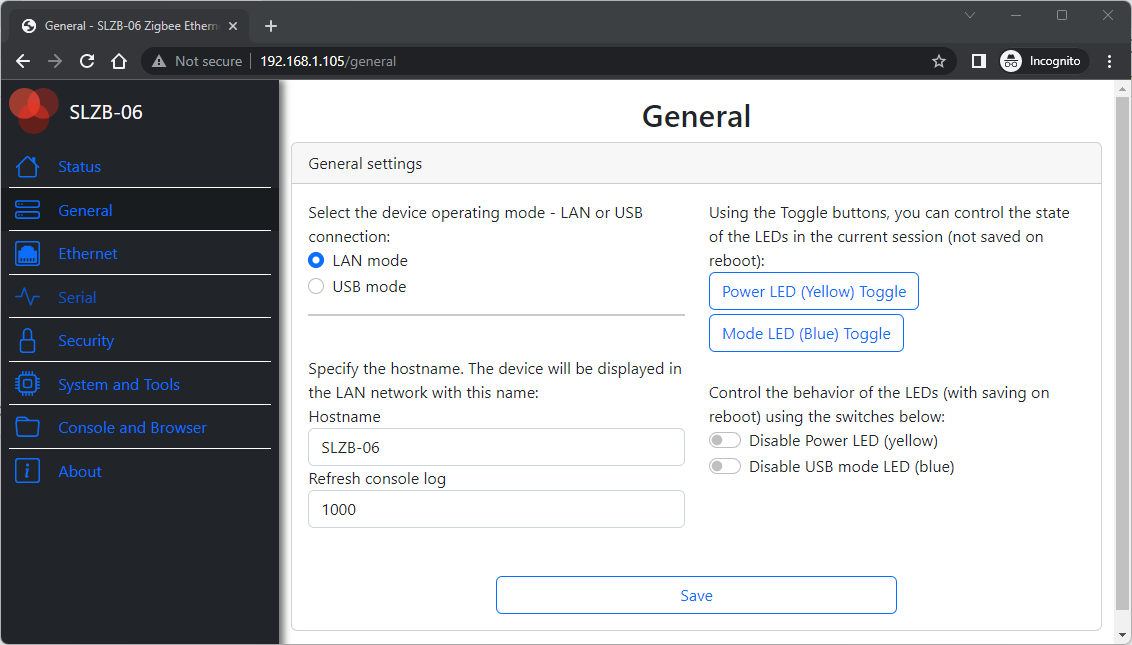 General - SLZB-06 Zigbee Ethern
Not secure
192.168.1.105/general
Incognito
SLZB-06
Status
General
Ethernet
Serial
Security
System and Tools
Console and Browser
About
General
General settings
Select the device operating mode - LAN or USB
connection:
LAN mode
USB mode
Specify the hostname. The device will be displayed in
the LAN network with this name:
Hostname
SLZB-06
Refresh console log
1000
Using the Toggle buttons, you can control the state
of the LEDs in the current session (not saved on
reboot):
Power LED (Yellow) Toggle
Mode LED (Blue) Toggle
Control the behavior of the LEDs (with saving on
reboot) using the switches below:
Disable Power LED (yellow)
Disable USB mode LED (blue)
Save